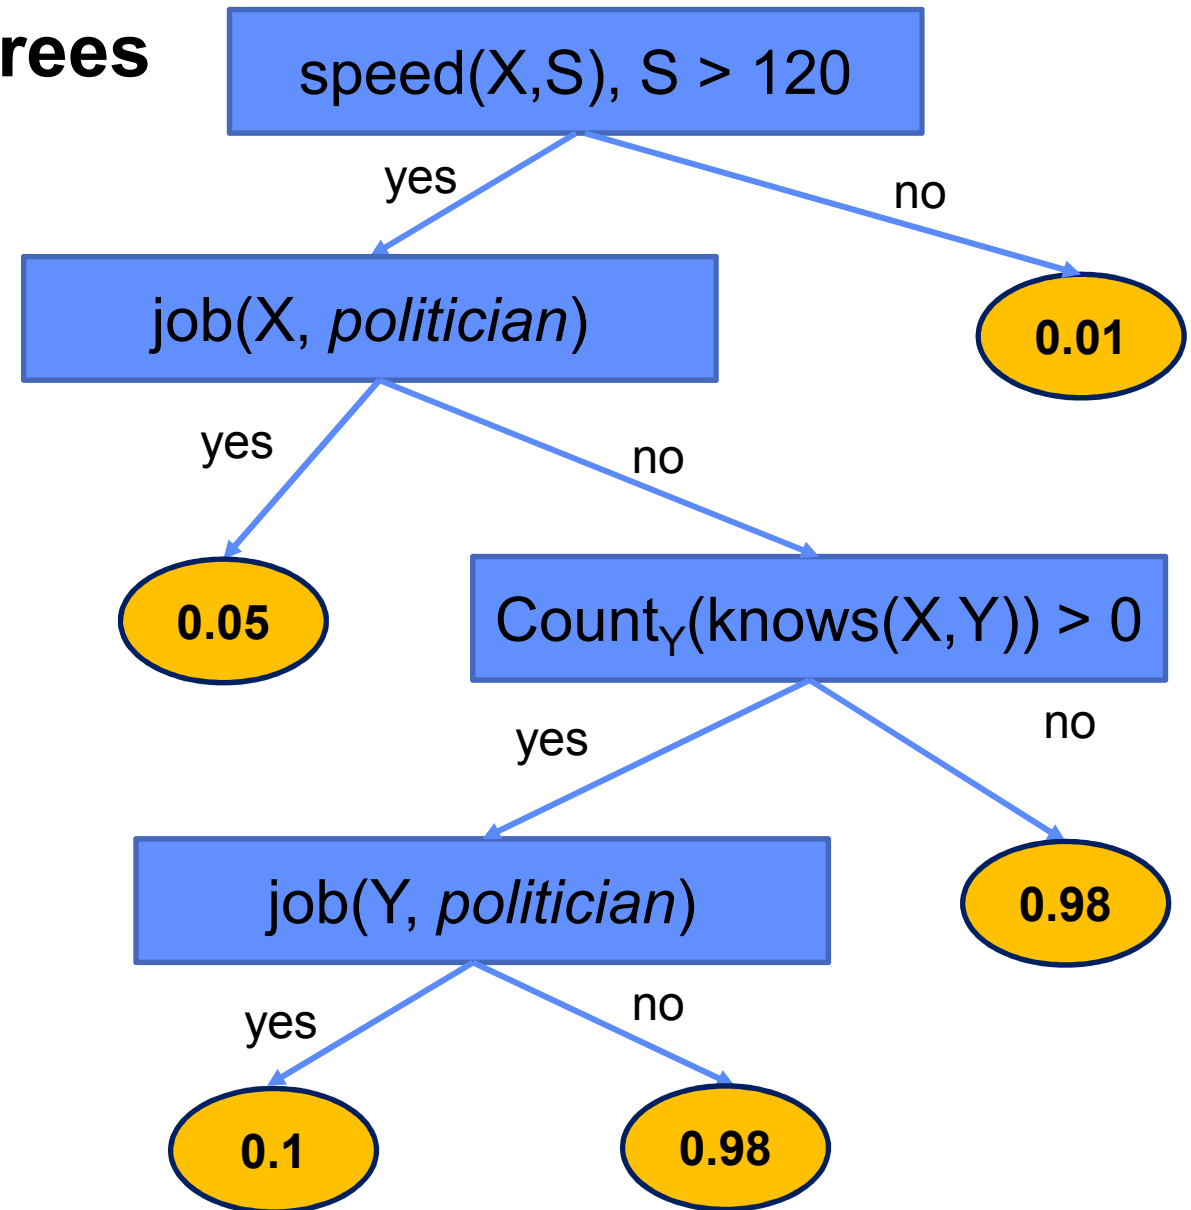 rees
speed(X,S), S > 120
yes
no
job(X, politician)
0.01
yes
no
0.05
County(knows(X,Y)) > 0
yes
no
job(Y, politician)
0.98
yes
no
0.1
0.98